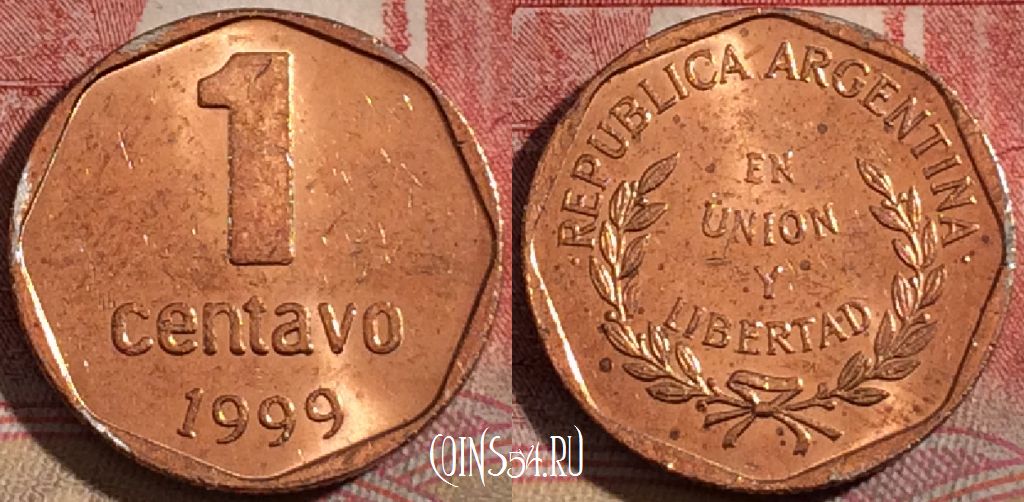 1
centavo
1999
REPUBLICA ARGENTINA
EN
UNION
Y
LIBERTAD
COINS54.RU